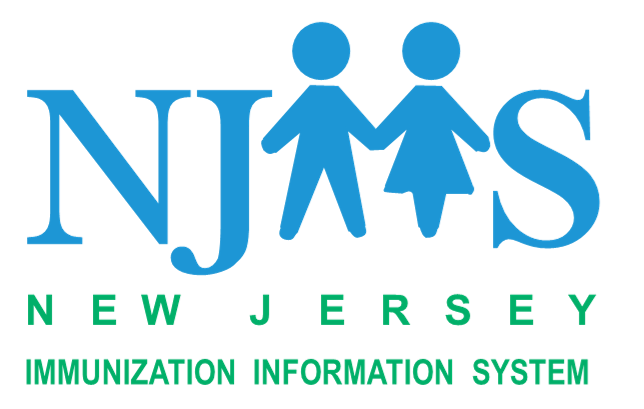 NJIIS
NEW JERSEY
IMMUNIZATION INFORMATION SYSTEM